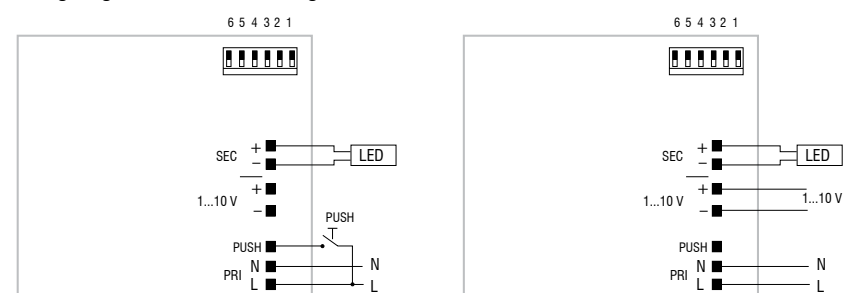 6 5 4 3 2 1
SEC + LED
−
+
1...10 V
−
PUSH
PUSH
PRI N N
L L
6 5 4 3 2 1
SEC + LED
−
+
1...10 V 1...10 V
−
PUSH
PRI N N
L L